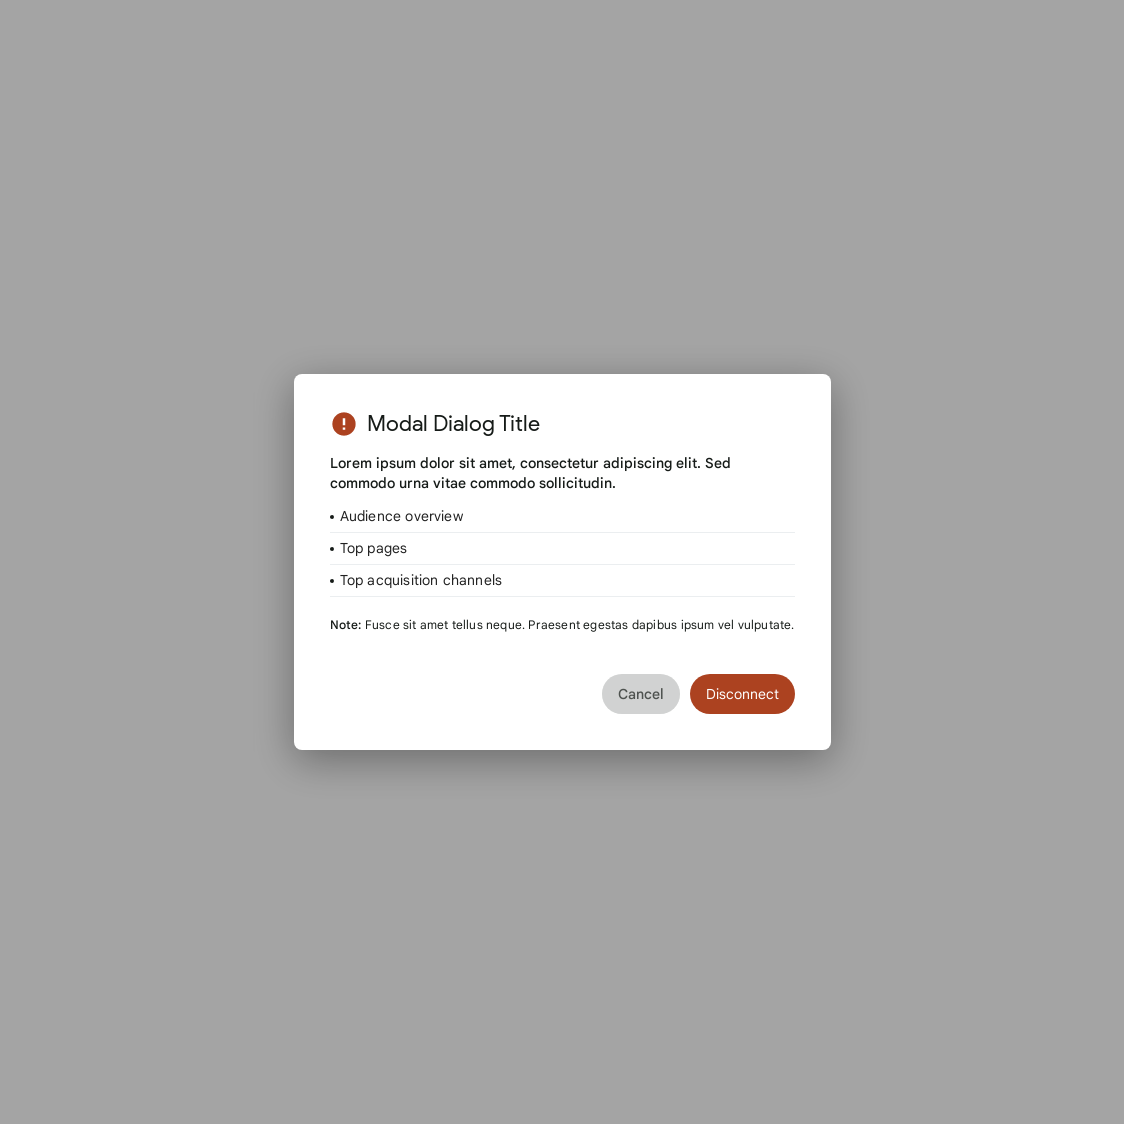 Modal Dialog Title
Lorem ipsum dolor sit amet, consectetur adipiscing elit. Sed
commodo urna vitae commodo sollicitudin.
• Audience overview
• Top pages
• Top acquisition channels
Note: Fusce sit amet tellus neque. Praesent egestas dapibus ipsum vel vulputate.
Cancel Disconnect